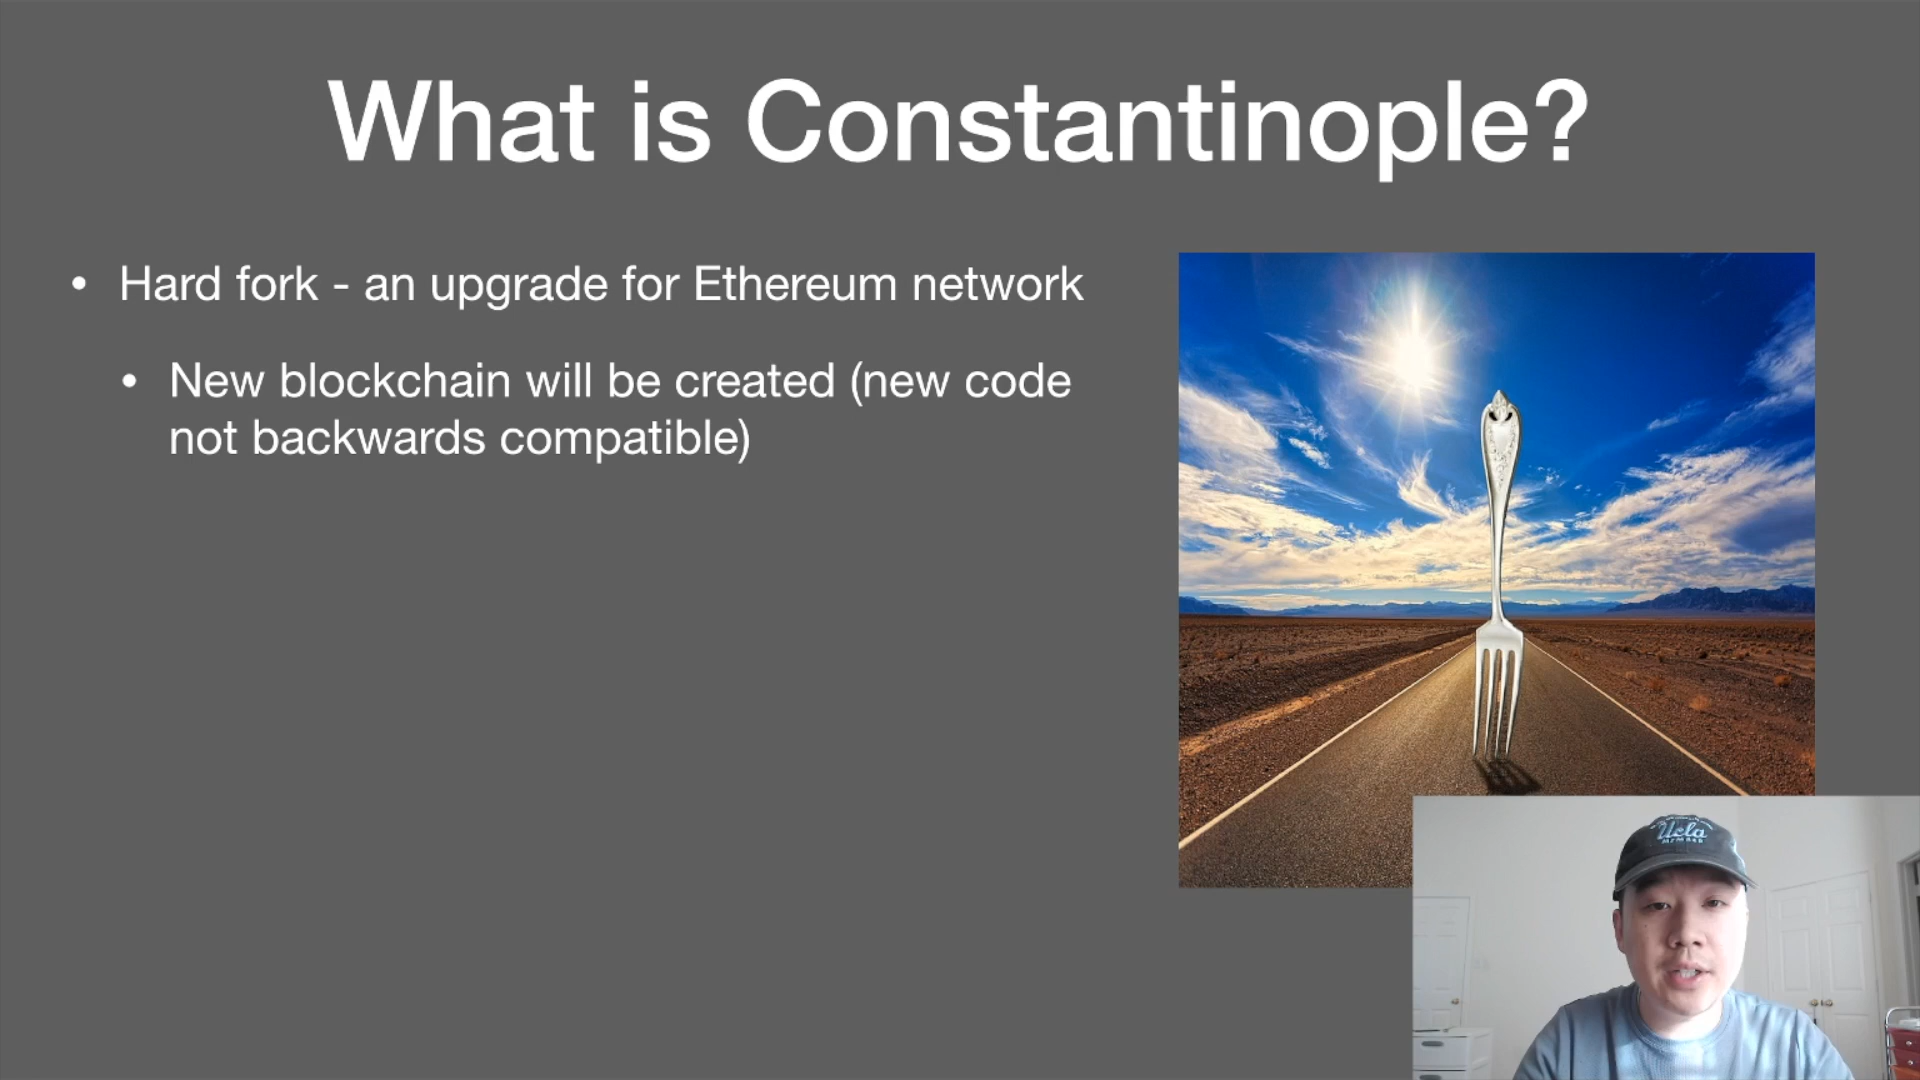 What is Constantinople?
• Hard fork - an upgrade for Ethereum network
• New blockchain will be created (new code
not backwards compatible)
Ucla